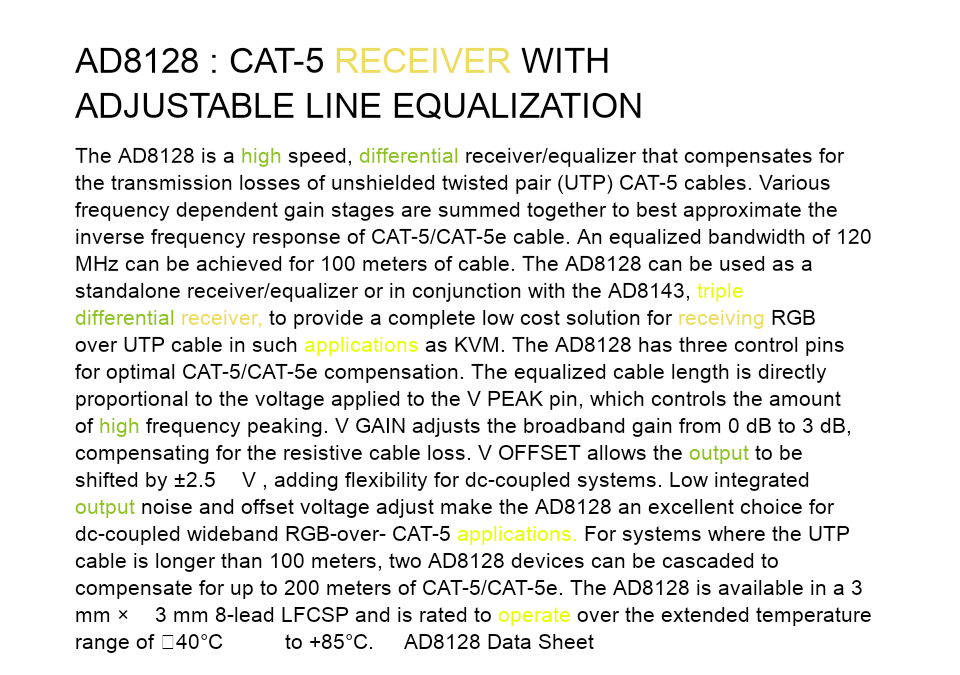 AD8128 : CAT-5 RECEIVER WITH
ADJUSTABLE LINE EQUALIZATION
The AD8128 is a high speed, differential receiver/equalizer that compensates for
the transmission losses of unshielded twisted pair (UTP) CAT-5 cables. Various
frequency dependent gain stages are summed together to best approximate the
inverse frequency response of CAT-5/CAT-5e cable. An equalized bandwidth of 120
MHz can be achieved for 100 meters of cable. The AD8128 can be used as a
standalone receiver/equalizer or in conjunction with the AD8143, triple
differential receiver, to provide a complete low cost solution for receiving RGB
over UTP cable in such applications as KVM. The AD8128 has three control pins
for optimal CAT-5/CAT-5e compensation. The equalized cable length is directly
proportional to the voltage applied to the V PEAK pin, which controls the amount
of high frequency peaking. V GAIN adjusts the broadband gain from 0 dB to 3 dB,
compensating for the resistive cable loss. V OFFSET allows the output to be
shifted by ±2.5 V , adding flexibility for dc-coupled systems. Low integrated
output noise and offset voltage adjust make the AD8128 an excellent choice for
dc-coupled wideband RGB-over- CAT-5 applications. For systems where the UTP
cable is longer than 100 meters, two AD8128 devices can be cascaded to
compensate for up to 200 meters of CAT-5/CAT-5e. The AD8128 is available in a 3
mm × 3 mm 8-lead LFCSP and is rated to operate over the extended temperature
range of □40°C to +85°C. AD8128 Data Sheet